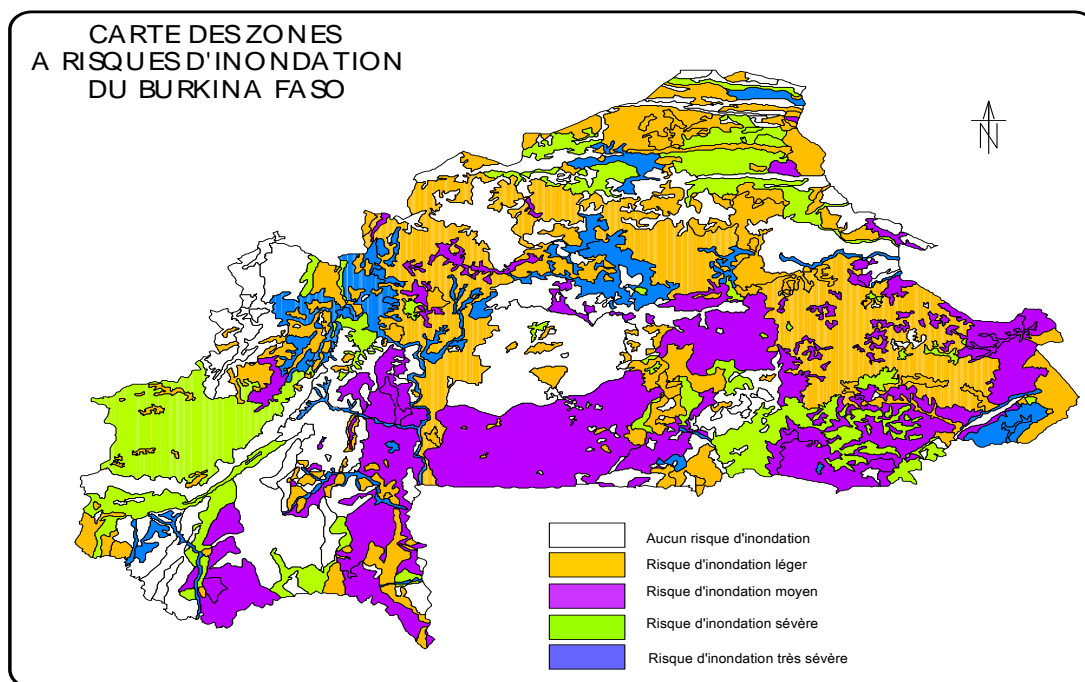 CARTE DES ZONES
A RISQUES D'INONDATION
DU BURKINA FASO
N
Aucun risque d'inondation
Risque d'inondation léger
Risque d'inondation moyen
Risque d'inondation sévère
Risque d'inondation très sévère